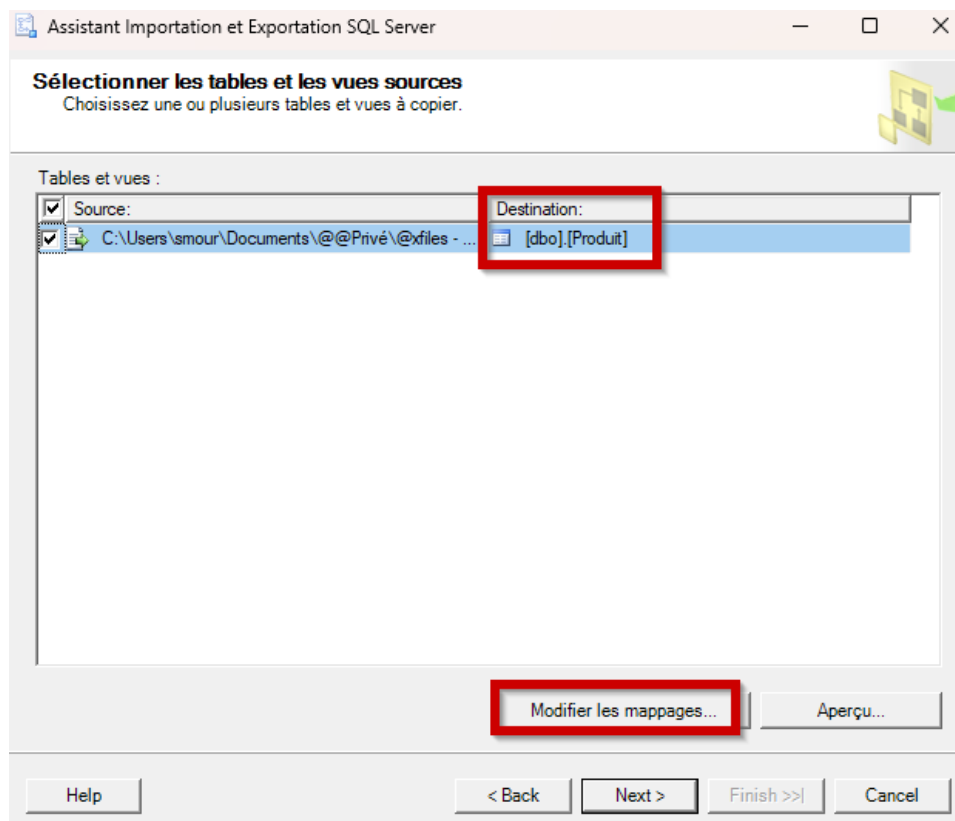 Assistant Importation et Exportation SQL Server
Sélectionner les tables et les vues sources
Choisissez une ou plusieurs tables et vues à copier.
Tables et vues :
Source: Destination:
C:\Users\smour\Documents\@@Privé\@xfiles - ... [dbo].[Produit]
Modifier les mappages... Aperçu...
Help < Back Next > Finish >>| Cancel